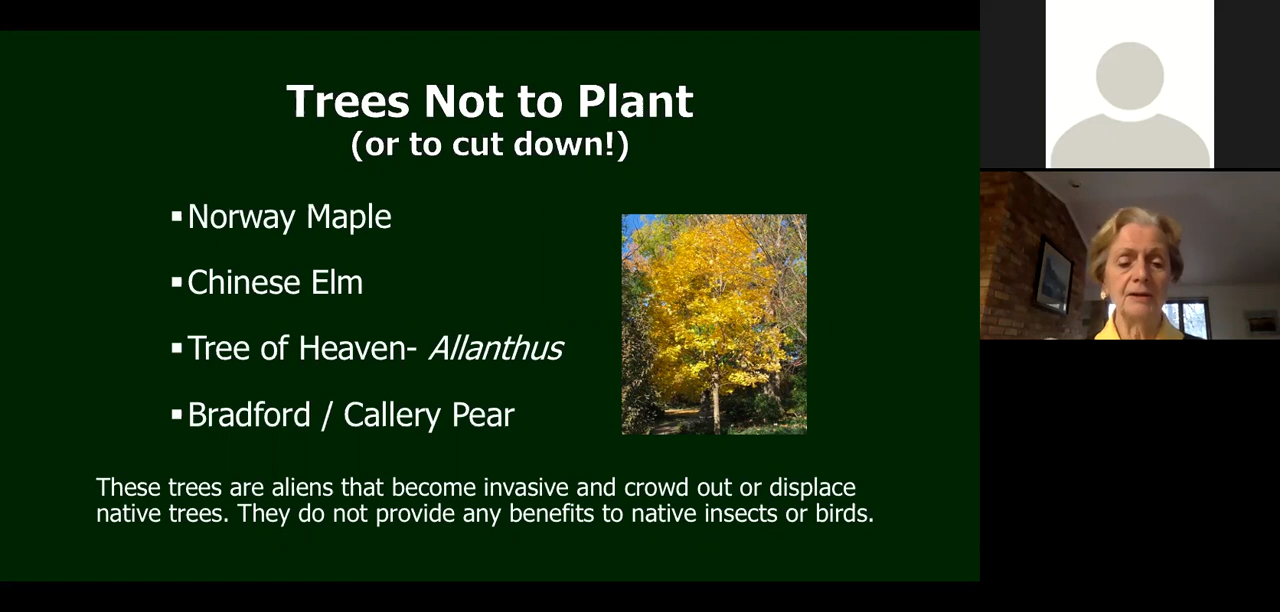 Trees Not to Plant
(or to cut down!)
▪Norway Maple
▪Chinese Elm
▪Tree of Heaven- Allanthus
▪Bradford / Callery Pear
These trees are aliens that become invasive and crowd out or displace
native trees. They do not provide any benefits to native insects or birds.